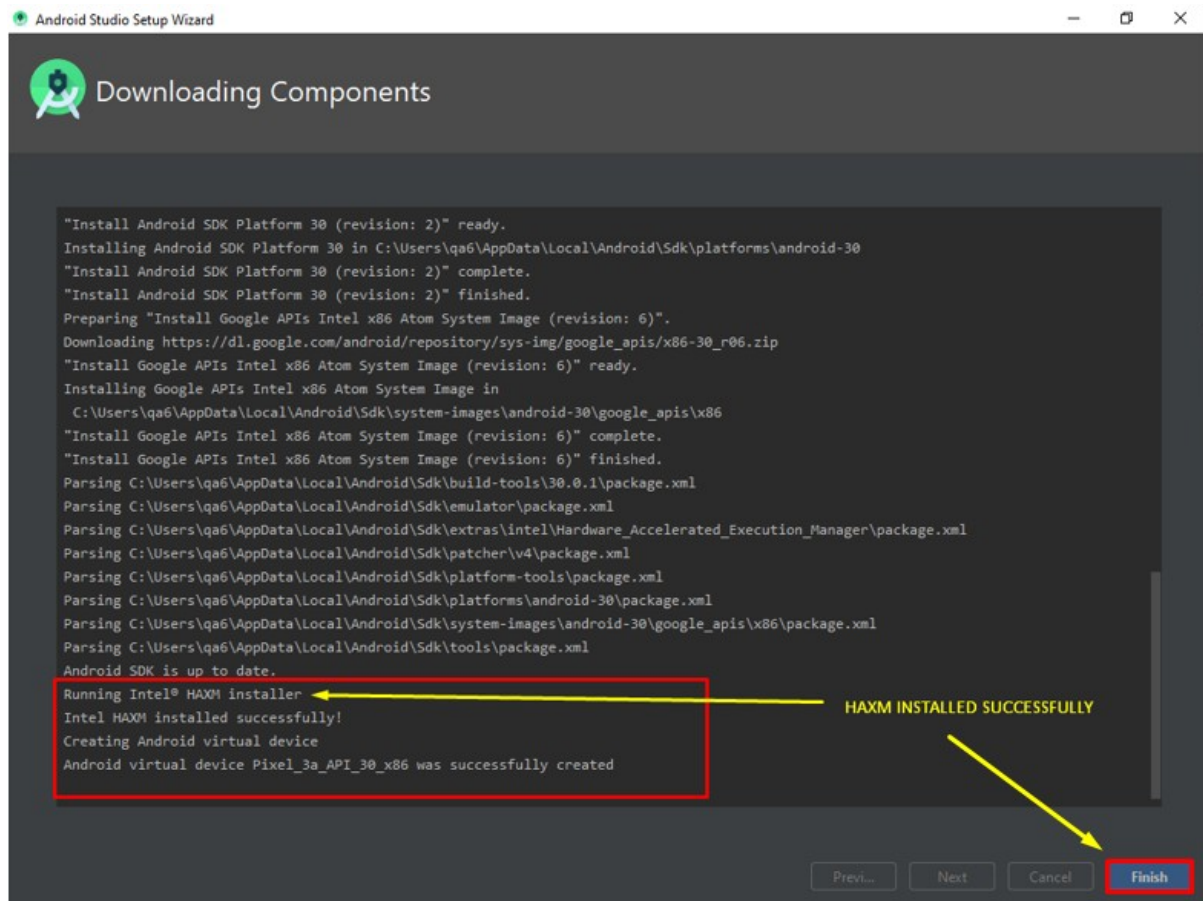 Android Studio Setup Wizard
Downloading Components
"Install Android SDK Platform 30 (revision: 2)" ready.
Installing Android SDK Platform 30 in C:\Users\qa6\AppData\Local\Android\Sdk\platforms\android-30
"Install Android SDK Platform 30 (revision: 2)" complete.
"Install Android SDK Platform 30 (revision: 2)" finished.
Preparing "Install Google APIs Intel x86 Atom System Image (revision: 6)".
Downloading https://dl.google.com/android/repository/sys-img/google_apis/x86-30_r06.zip
"Install Google APIs Intel x86 Atom System Image (revision: 6)" ready.
Installing Google APIs Intel x86 Atom System Image in
C:\Users\qa6\AppData\Local\Android\Sdk\system-images\android-30\google_apis\x86
"Install Google APIs Intel x86 Atom System Image (revision: 6)" complete.
"Install Google APIs Intel x86 Atom System Image (revision: 6)" finished.
Parsing C:\Users\qa6\AppData\Local\Android\Sdk\build-tools\30.0.1\package.xml
Parsing C:\Users\qa6\AppData\Local\Android\Sdk\emulator\package.xml
Parsing C:\Users\qa6\AppData\Local\Android\Sdk\extras\intel\Hardware_Accelerated_Execution_Manager\package.xml
Parsing C:\Users\qa6\AppData\Local\Android\Sdk\patcher\v4\package.xml
Parsing C:\Users\qa6\AppData\Local\Android\Sdk\platform-tools\package.xml
Parsing C:\Users\qa6\AppData\Local\Android\Sdk\platforms\android-30\package.xml
Parsing C:\Users\qa6\AppData\Local\Android\Sdk\system-images\android-30\google_apis\x86\package.xml
Parsing C:\Users\qa6\AppData\Local\Android\Sdk\tools\package.xml
Android SDK is up to date.
Running Intel® HAXM installer
HAXM INSTALLED SUCCESSFULLY
Intel HAXM installed successfully!
Creating Android virtual device
Android virtual device Pixel_3a_API_30_x86 was successfully created
Previ... Next Cancel Finish